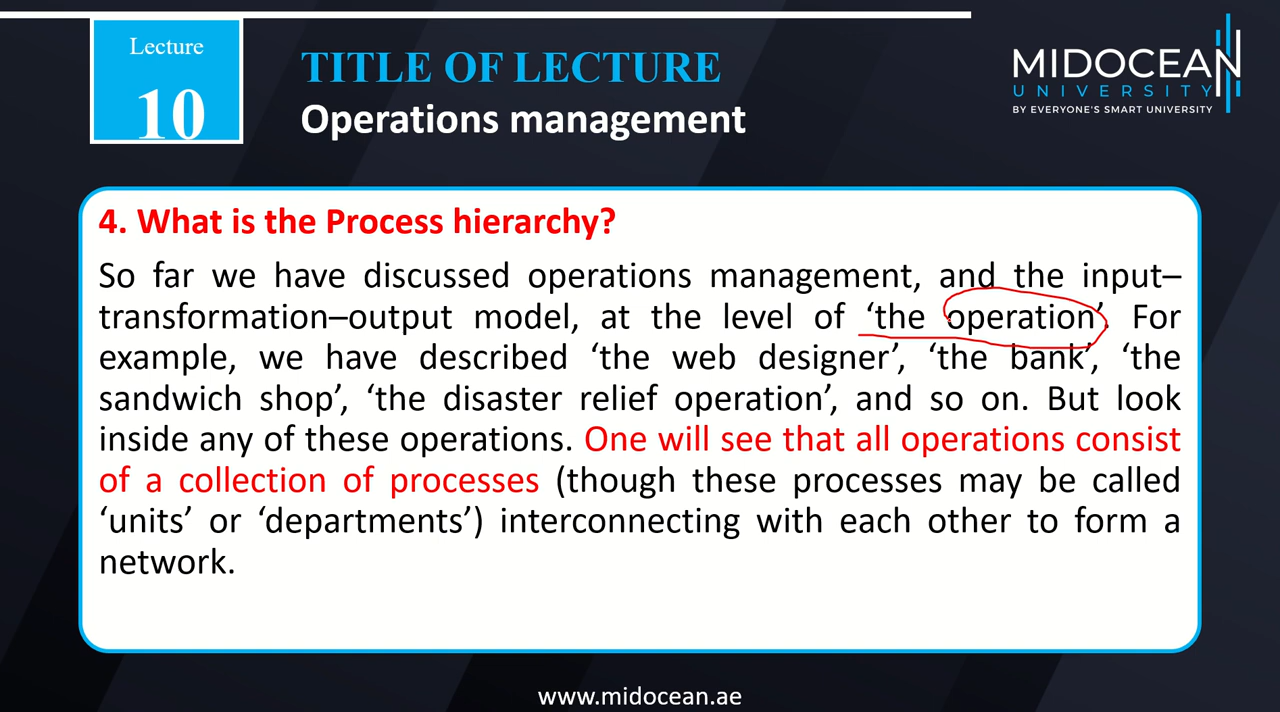 Lecture
10
TITLE OF LECTURE
Operations management
MIDOCEAN
UNIVERSITY
BY EVERYONE'S SMART UNIVERSITY
4. What is the Process hierarchy?
So far we have discussed operations management, and the input–
transformation–output model, at the level of ‘the operation’. For
example, we have described ‘the web designer’, ‘the bank’, ‘the
sandwich shop’, ‘the disaster relief operation’, and so on. But look
inside any of these operations. One will see that all operations consist
of a collection of processes (though these processes may be called
‘units’ or ‘departments’) interconnecting with each other to form a
network.
www.midocean.ae